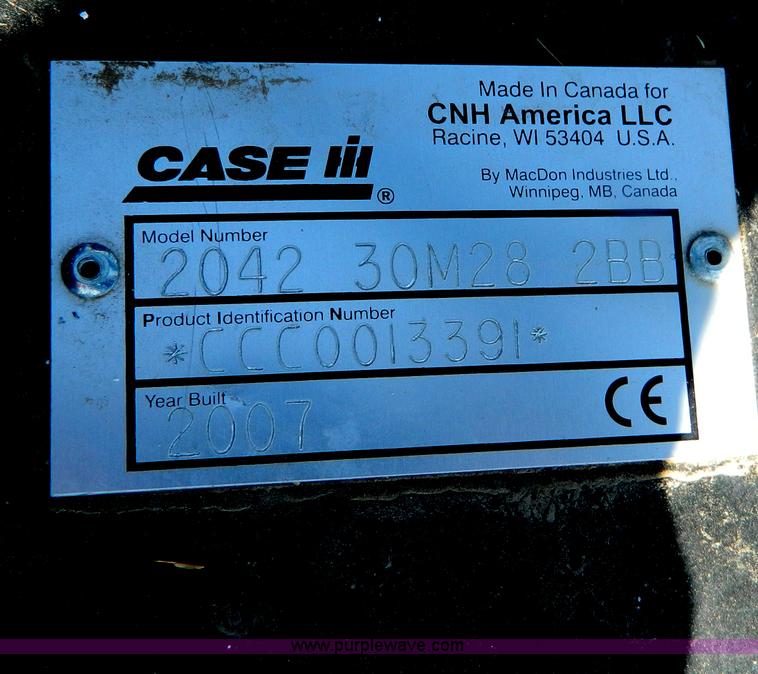 Made In Canada for
CNH America LLC
Racine, WI 53404 U.S.A.
CASE IH ®
By MacDon Industries Ltd.,
Winnipeg, MB, Canada
Model Number
2042 30M28 2BB
Product Identification Number
*CCC0013391*
Year Built
2007
CE
www.purplewave.com